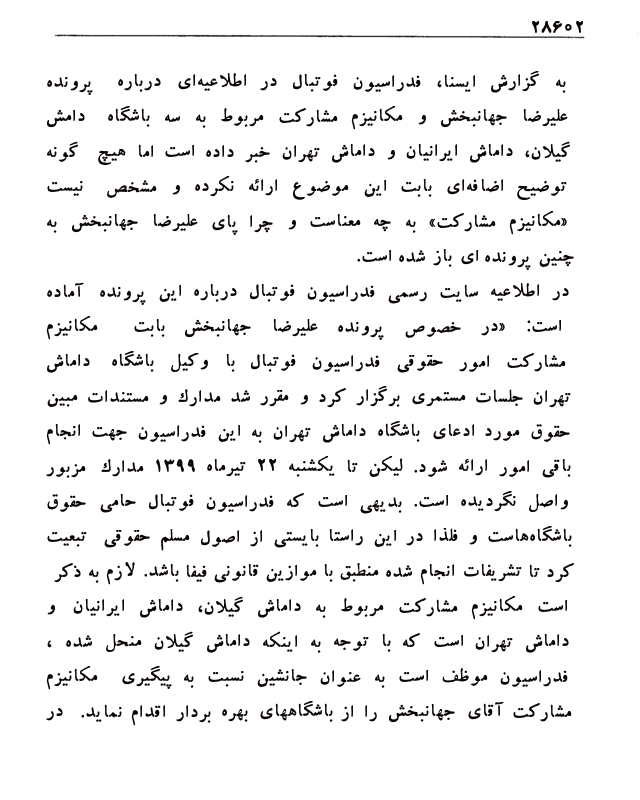 ۲۸۶۰۲
به گزارش ایسنا، فدراسیون فوتبال در اطلاعیه‌ای درباره پرونده
علیرضا جهانبخش و مکانیزم مشارکت مربوط به سه باشگاه دامش
گیلان، داماش ایرانیان و داماش تهران خبر داده است اما هیچ گونه
توضیح اضافه‌ای بابت این موضوع ارائه نکرده و مشخص نیست
«مکانیزم مشارکت» به چه معناست و چرا پای علیرضا جهانبخش به
چنین پرونده ای باز شده است.
در اطلاعیه سایت رسمی فدراسیون فوتبال درباره این پرونده آماده
است: «در خصوص پرونده علیرضا جهانبخش بابت مکانیزم
مشارکت امور حقوقی فدراسیون فوتبال با وکیل باشگاه داماش
تهران جلسات مستمری برگزار کرد و مقرر شد مدارك و مستندات مبین
حقوق مورد ادعای باشگاه داماش تهران به این فدراسیون جهت انجام
باقی امور ارائه شود. لیکن تا یکشنبه ۲۲ تیرماه ۱۳۹۹ مدارك مزبور
واصل نگردیده است. بدیهی است که فدراسیون فوتبال حامی حقوق
باشگاه‌هاست و فلذا در این راستا بایستی از اصول مسلم حقوقی تبعیت
کرد تا تشریفات انجام شده منطبق با موازین قانونی فیفا باشد. لازم به ذکر
است مکانیزم مشارکت مربوط به داماش گیلان، داماش ایرانیان و
داماش تهران است که با توجه به اینکه داماش گیلان منحل شده ،
فدراسیون موظف است به عنوان جانشین نسبت به پیگیری مکانیزم
مشارکت آقای جهانبخش را از باشگاههای بهره بردار اقدام نماید. در